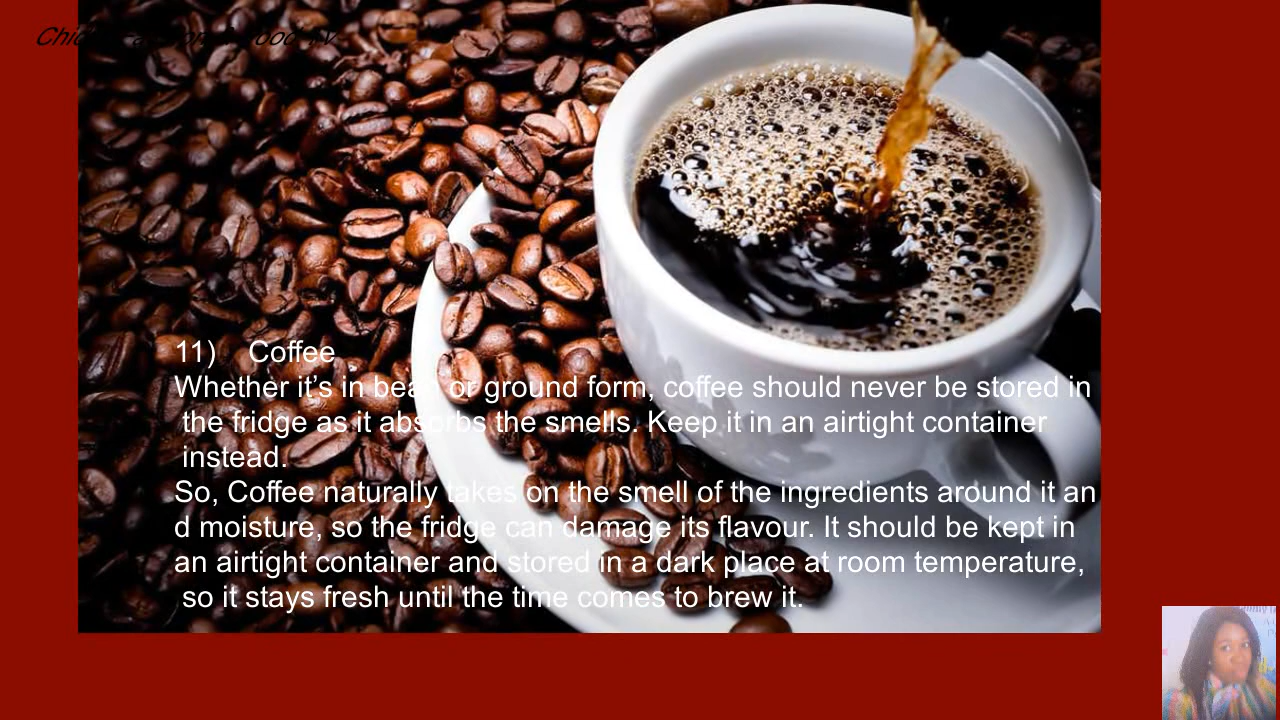 11) Coffee
Whether it’s in bean or ground form, coffee should never be stored in
the fridge as it absorbs the smells. Keep it in an airtight container
instead.
So, Coffee naturally takes on the smell of the ingredients around it an
d moisture, so the fridge can damage its flavour. It should be kept in
an airtight container and stored in a dark place at room temperature,
so it stays fresh until the time comes to brew it.